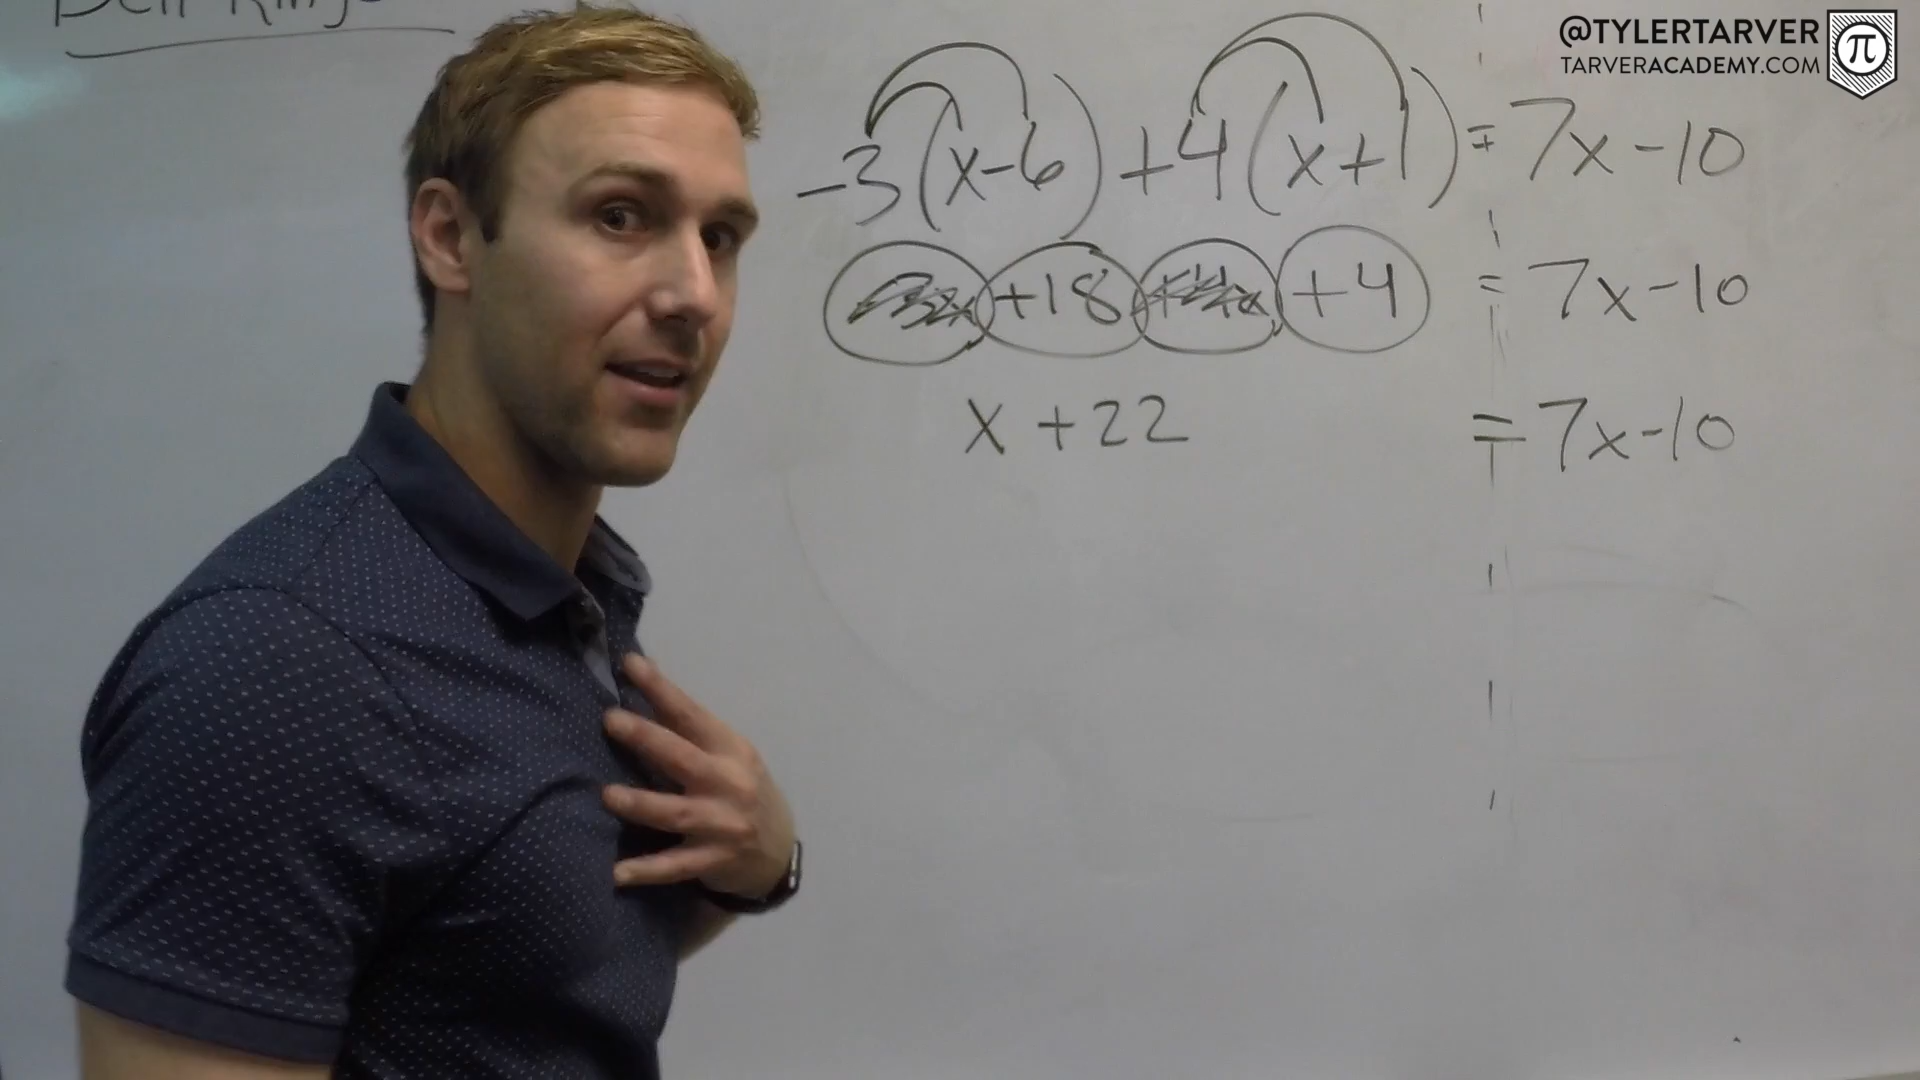 @TYLERTARVER
TARVERACADEMY.COM
π
-3(x-6)+4(x+1)=7x-10
+18 +4 = 7x-10
x+22 = 7x-10